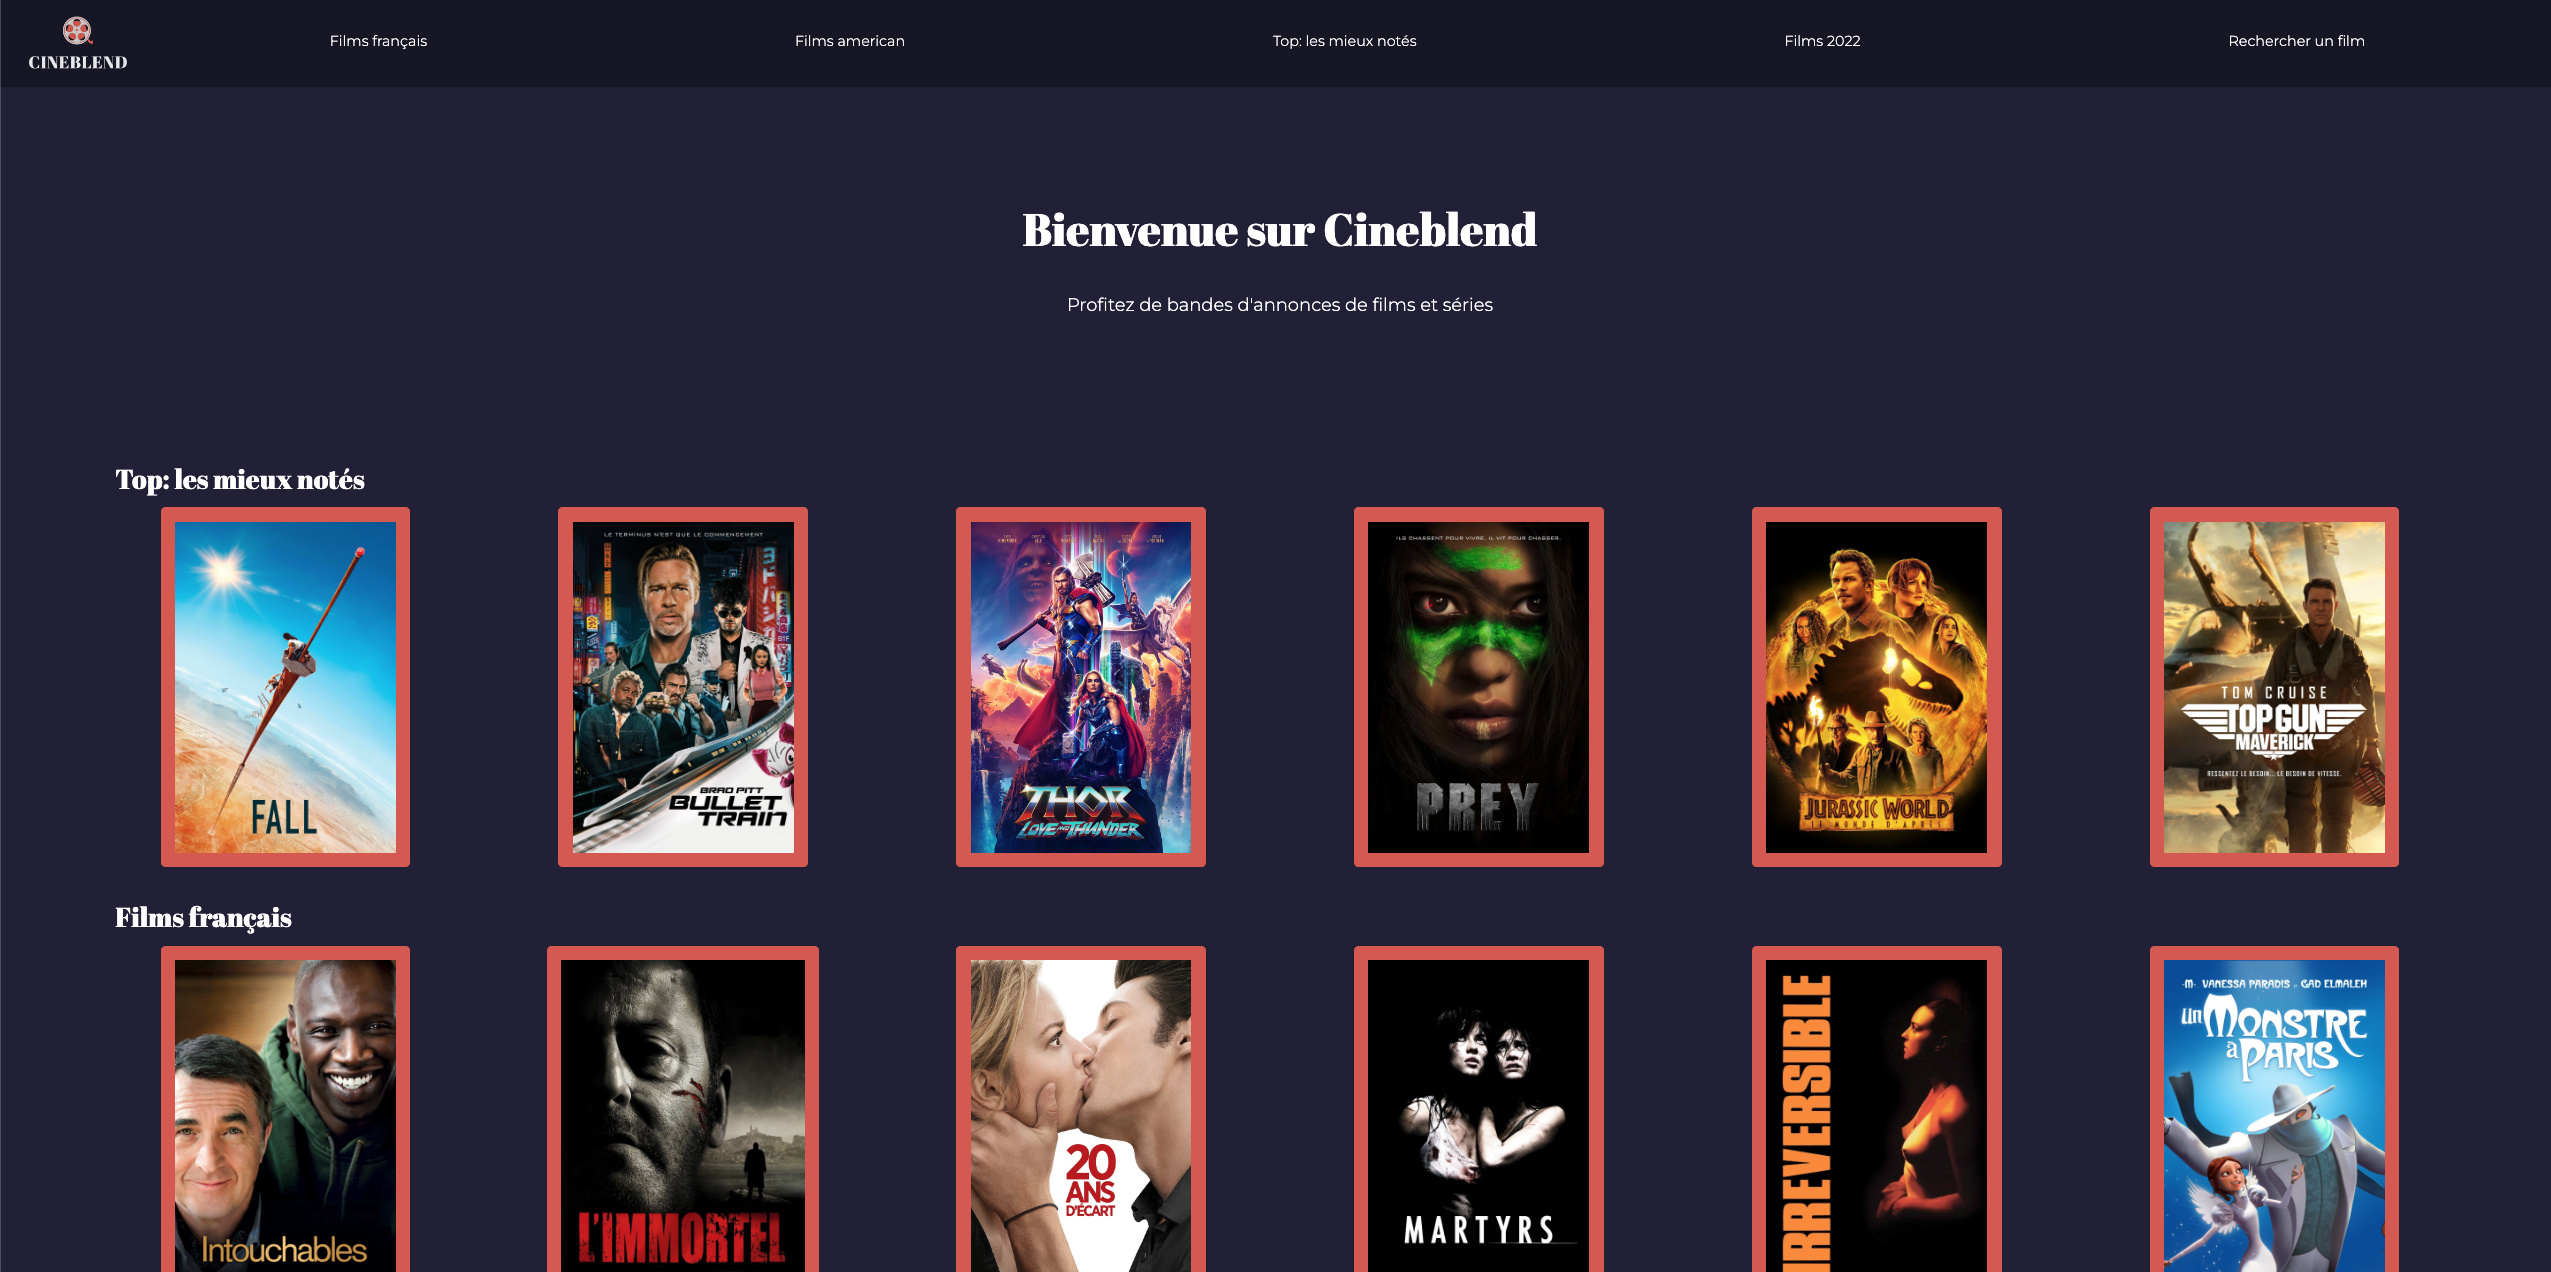 CINEBLEND
Films français
Films american
Top: les mieux notés
Films 2022
Rechercher un film
Bienvenue sur Cineblend
Profitez de bandes d'annonces de films et séries
Top: les mieux notés
FALL
LE TERMINUS N'EST QUE LE COMMENCEMENT
BRAD PITT
BULLET
TRAIN
THOR
LOVE AND THUNDER
ILS CHASSENT POUR VIVRE. IL VIT POUR CHASSER.
PREY
JURASSIC WORLD
LE MONDE D'APRÈS
TOM CRUISE
TOP GUN
MAVERICK
RESSENTEZ LE BESOIN... LE BESOIN DE VITESSE.
Films français
Intouchables
L'IMMORTEL
20
ANS
D'ÉCART
MARTYRS
IRREVERSIBLE
-M- VANESSA PARADIS & GAD ELMALEH
UN MONSTRE
à PARIS